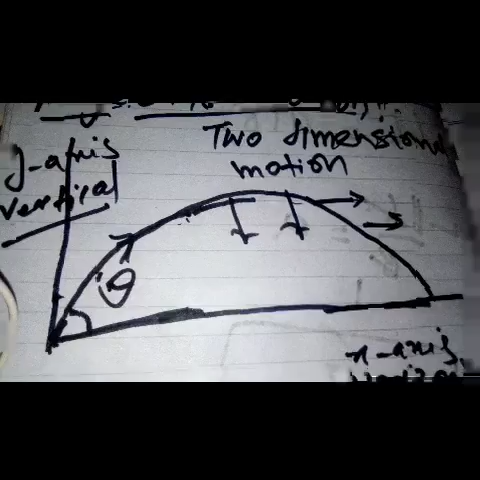 Two dimensional
motion
y-axis
vertical
θ
x-axis